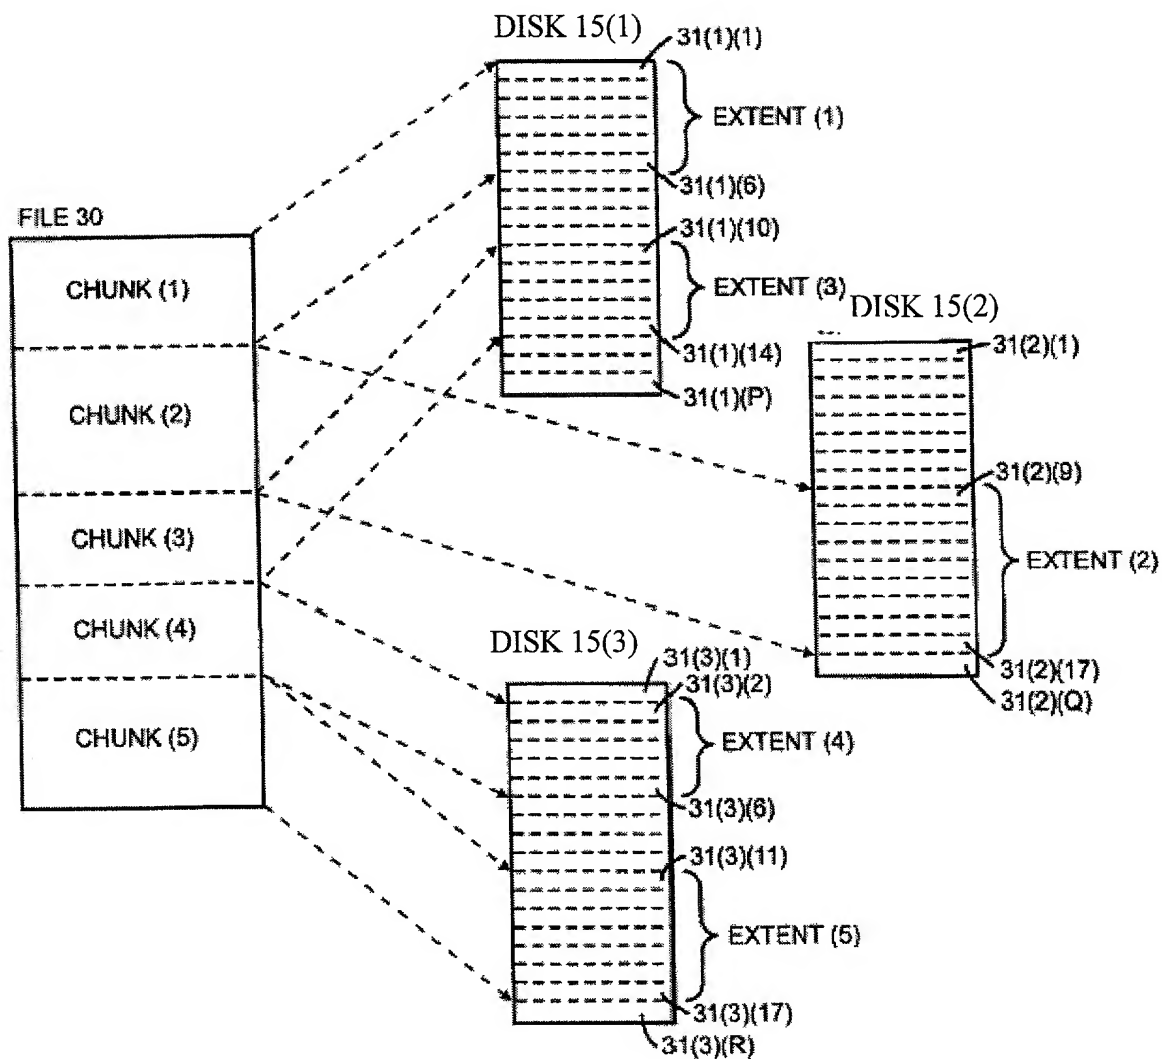 DISK 15(1)
31(1)(1)
EXTENT (1)
31(1)(6)
31(1)(10)
EXTENT (3)
31(1)(14)
31(1)(P)
FILE 30
CHUNK (1)
CHUNK (2)
CHUNK (3)
CHUNK (4)
CHUNK (5)
DISK 15(2)
31(2)(1)
31(2)(9)
EXTENT (2)
31(2)(17)
31(2)(Q)
DISK 15(3)
31(3)(1)
31(3)(2)
EXTENT (4)
31(3)(6)
31(3)(11)
EXTENT (5)
31(3)(17)
31(3)(R)